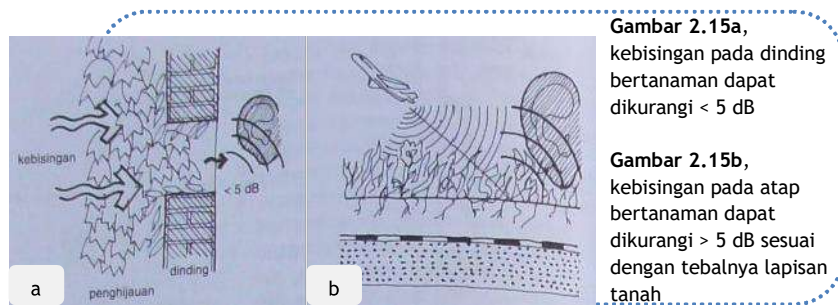 kebisingan
< 5 dB
dinding
penghijauan
a
b
Gambar 2.15a,
kebisingan pada dinding
bertanaman dapat
dikurangi < 5 dB
Gambar 2.15b,
kebisingan pada atap
bertanaman dapat
dikurangi > 5 dB sesuai
dengan tebalnya lapisan
tanah